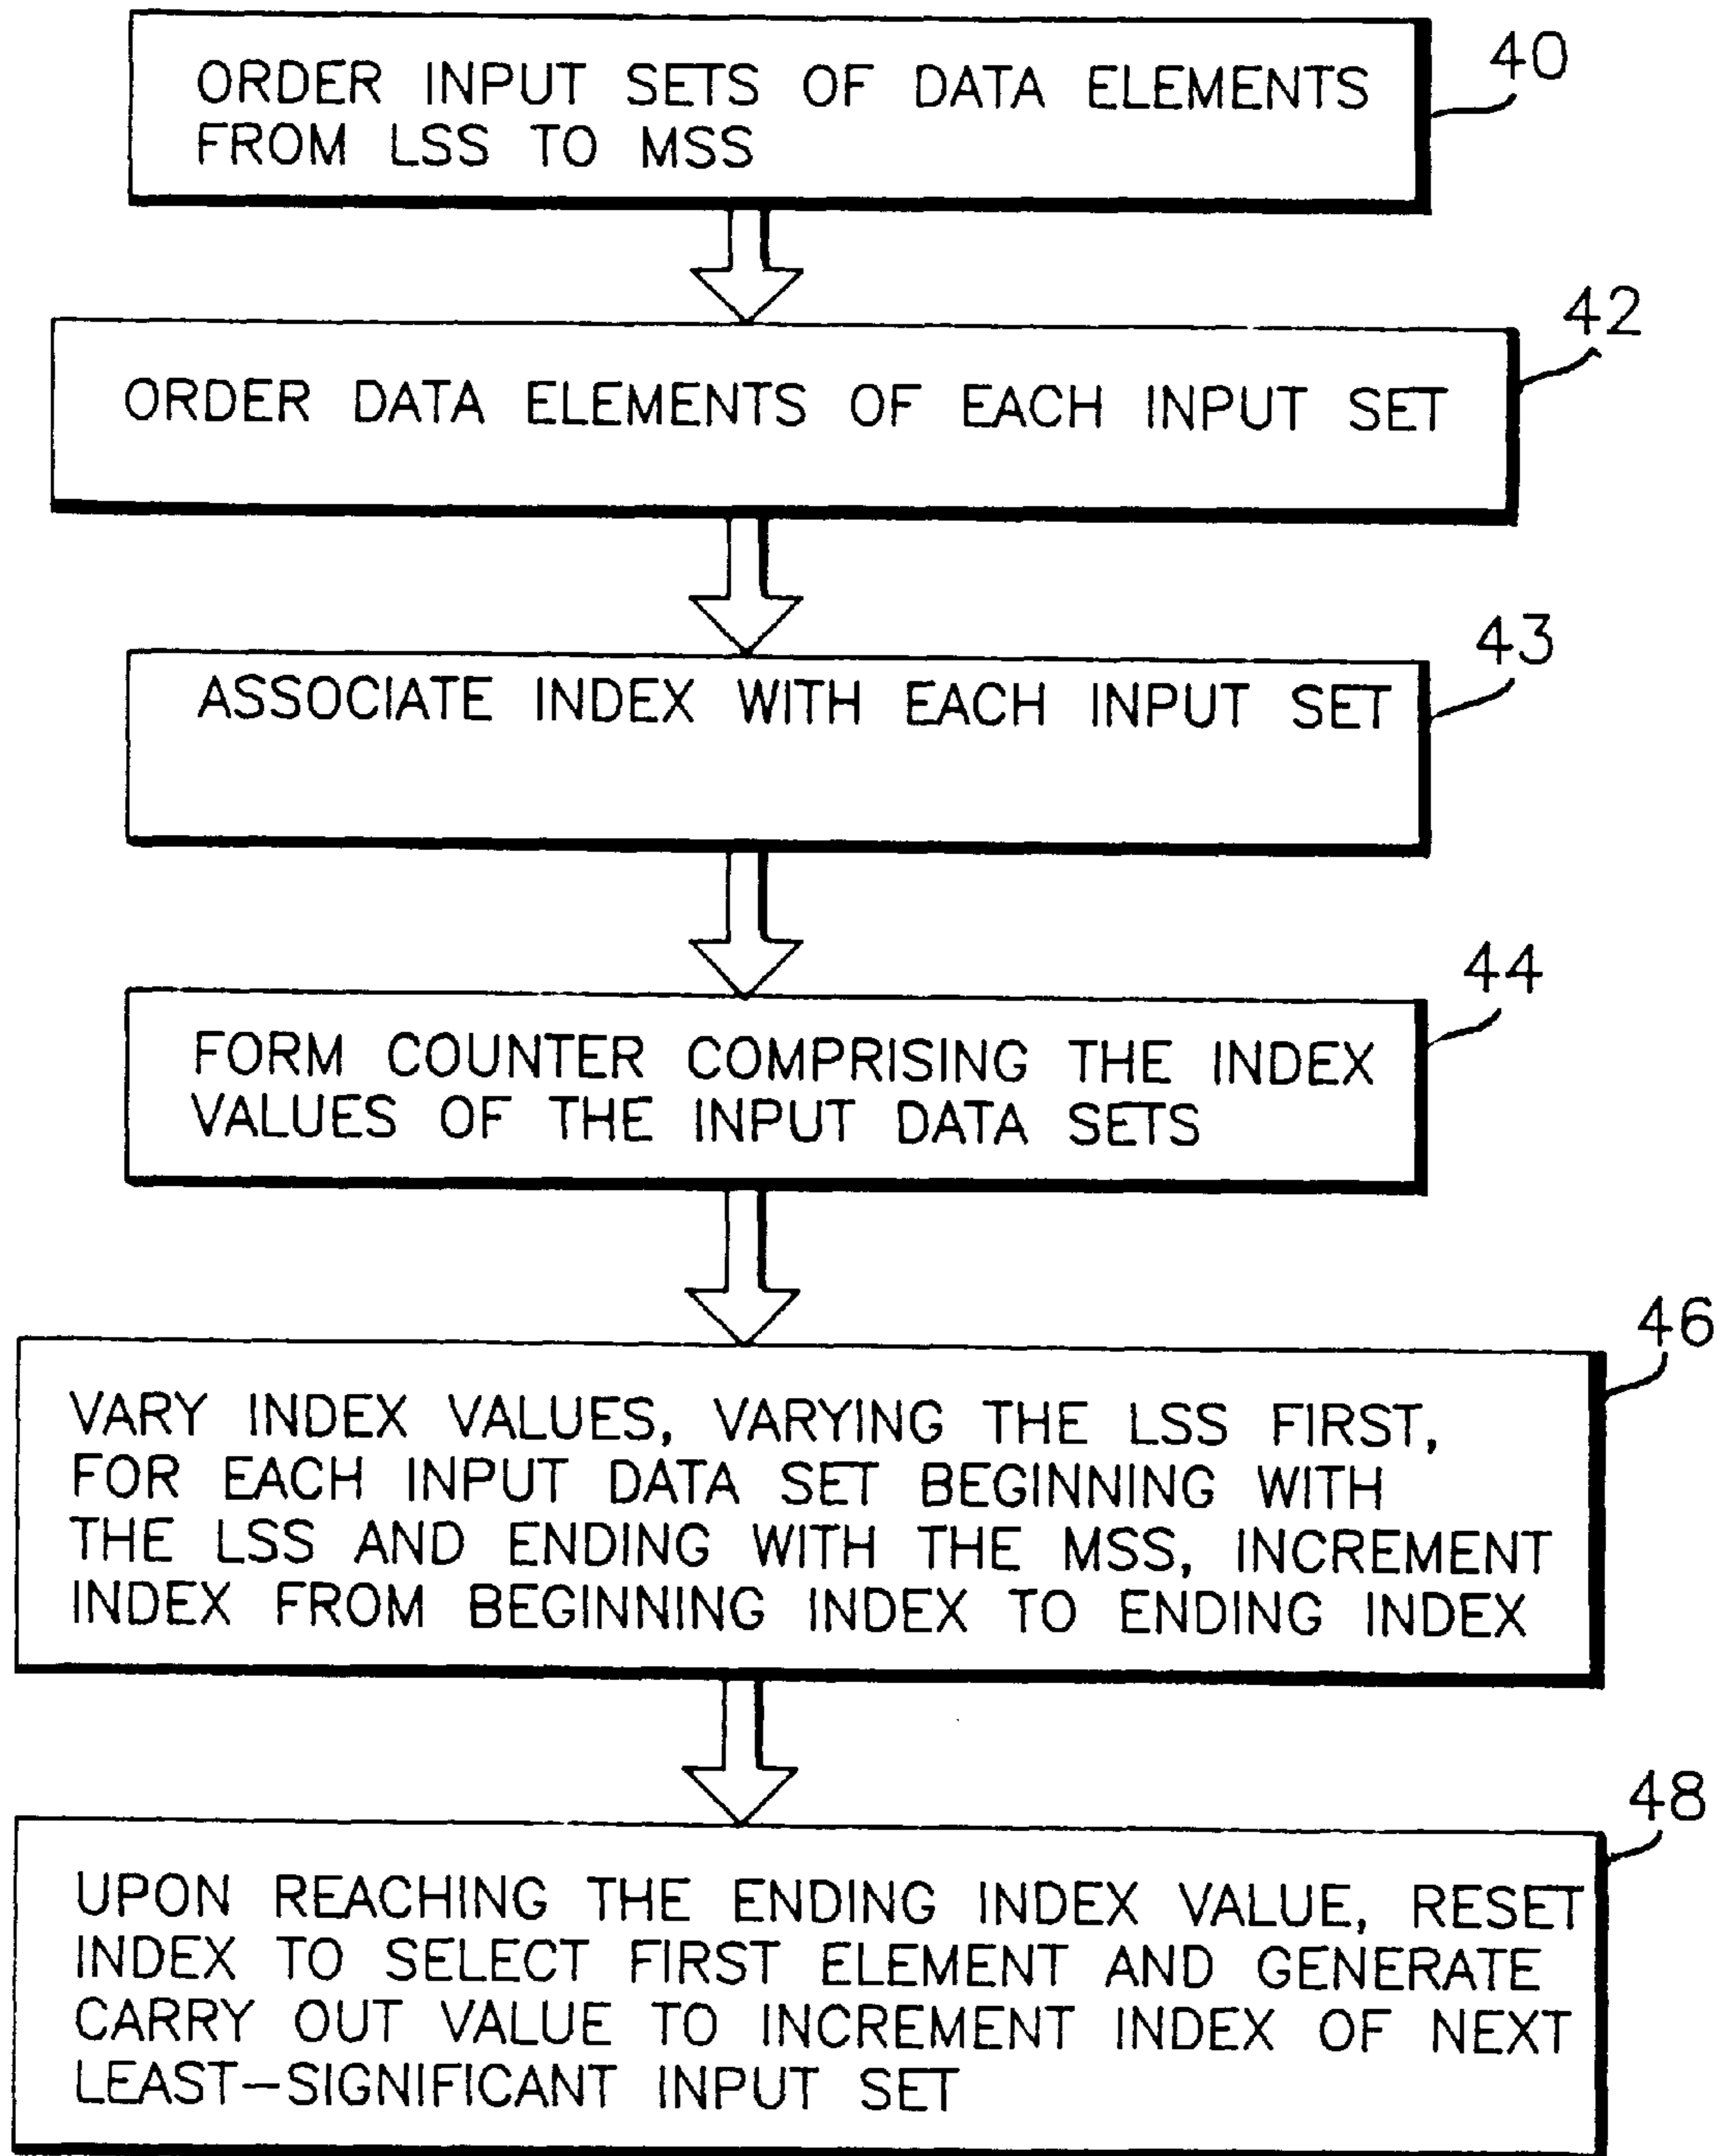 ORDER INPUT SETS OF DATA ELEMENTS
FROM LSS TO MSS
40
ORDER DATA ELEMENTS OF EACH INPUT SET
42
ASSOCIATE INDEX WITH EACH INPUT SET
43
FORM COUNTER COMPRISING THE INDEX
VALUES OF THE INPUT DATA SETS
44
VARY INDEX VALUES, VARYING THE LSS FIRST,
FOR EACH INPUT DATA SET BEGINNING WITH
THE LSS AND ENDING WITH THE MSS, INCREMENT
INDEX FROM BEGINNING INDEX TO ENDING INDEX
46
UPON REACHING THE ENDING INDEX VALUE, RESET
INDEX TO SELECT FIRST ELEMENT AND GENERATE
CARRY OUT VALUE TO INCREMENT INDEX OF NEXT
LEAST-SIGNIFICANT INPUT SET
48